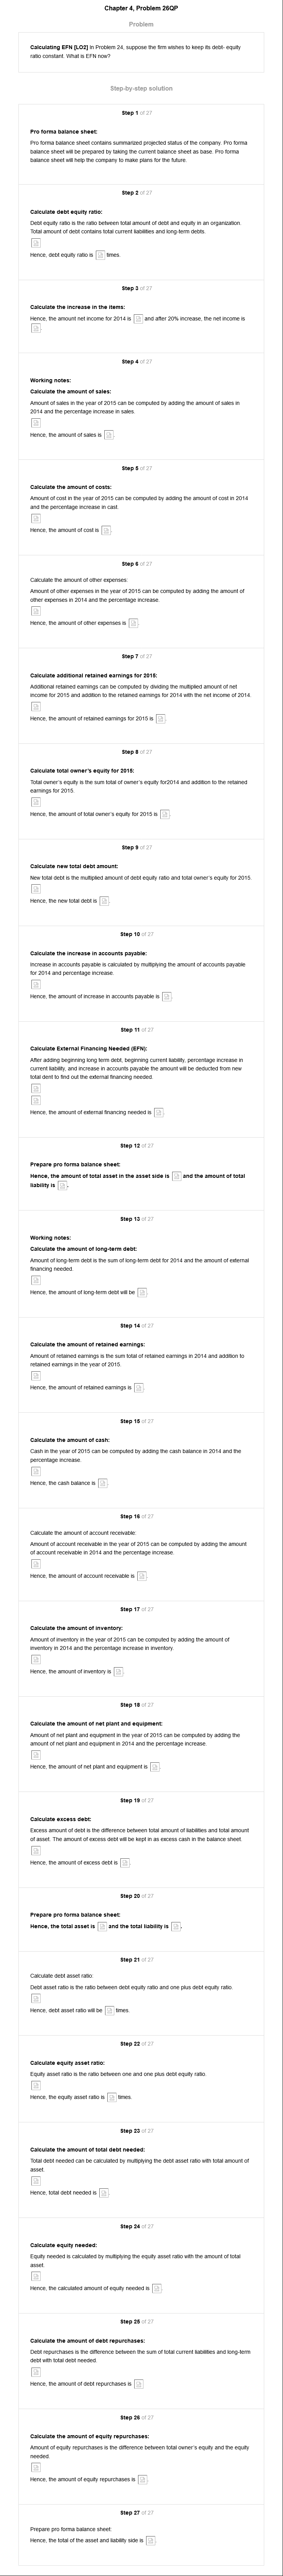 Chapter 4, Problem 26QP
Problem
Calculating EFN [LO2] In Problem 24, suppose the firm wishes to keep its debt- equity
ratio constant. What is EFN now?
Step-by-step solution
Step 1 of 27
Pro forma balance sheet:
Pro forma balance sheet contains summarized projected status of the company. Pro forma
balance sheet will be prepared by taking the current balance sheet as base. Pro forma
balance sheet will help the company to make plans for the future.
Step 2 of 27
Calculate debt equity ratio:
Debt equity ratio is the ratio between total amount of debt and equity in an organization.
Total amount of debt contains total current liabilities and long-term debts.
Hence, debt equity ratio is times.
Step 3 of 27
Calculate the increase in the items:
Hence, the amount net income for 2014 is and after 20% increase, the net income is
Step 4 of 27
Working notes:
Calculate the amount of sales:
Amount of sales in the year of 2015 can be computed by adding the amount of sales in
2014 and the percentage increase in sales.
Hence, the amount of sales is .
Step 5 of 27
Calculate the amount of costs:
Amount of cost in the year of 2015 can be computed by adding the amount of cost in 2014
and the percentage increase in cast.
Hence, the amount of cost is .
Step 6 of 27
Calculate the amount of other expenses:
Amount of other expenses in the year of 2015 can be computed by adding the amount of
other expenses in 2014 and the percentage increase.
Hence, the amount of other expenses is .
Step 7 of 27
Calculate additional retained earnings for 2015:
Additional retained earnings can be computed by dividing the multiplied amount of net
income for 2015 and addition to the retained earnings for 2014 with the net income of 2014.
Hence, the amount of retained earnings for 2015 is .
Step 8 of 27
Calculate total owner's equity for 2015:
Total owner's equity is the sum total of owner's equity for2014 and addition to the retained
earnings for 2015.
Hence, the amount of total owner's equity for 2015 is .
Step 9 of 27
Calculate new total debt amount:
New total debt is the multiplied amount of debt equity ratio and total owner's equity for 2015.
Hence, the new total debt is .
Step 10 of 27
Calculate the increase in accounts payable:
Increase in accounts payable is calculated by multiplying the amount of accounts payable
for 2014 and percentage increase.
Hence, the amount of increase in accounts payable is .
Step 11 of 27
Calculate External Financing Needed (EFN):
After adding beginning long term debt, beginning current liability, percentage increase in
current liability, and increase in accounts payable the amount will be deducted from new
total dent to find out the external financing needed.
Hence, the amount of external financing needed is .
Step 12 of 27
Prepare pro forma balance sheet:
Hence, the amount of total asset in the asset side is and the amount of total
liability is .
Step 13 of 27
Working notes:
Calculate the amount of long-term debt:
Amount of long-term debt is the sum of long-term debt for 2014 and the amount of external
financing needed.
Hence, the amount of long-term debt will be .
Step 14 of 27
Calculate the amount of retained earnings:
Amount of retained earnings is the sum total of retained earnings in 2014 and addition to
retained earnings in the year of 2015.
Hence, the amount of retained earnings is .
Step 15 of 27
Calculate the amount of cash:
Cash in the year of 2015 can be computed by adding the cash balance in 2014 and the
percentage increase.
Hence, the cash balance is .
Step 16 of 27
Calculate the amount of account receivable:
Amount of account receivable in the year of 2015 can be computed by adding the amount
of account receivable in 2014 and the percentage increase.
Hence, the amount of account receivable is .
Step 17 of 27
Calculate the amount of inventory:
Amount of inventory in the year of 2015 can be computed by adding the amount of
inventory in 2014 and the percentage increase in inventory.
Hence, the amount of inventory is .
Step 18 of 27
Calculate the amount of net plant and equipment:
Amount of net plant and equipment in the year of 2015 can be computed by adding the
amount of net plant and equipment in 2014 and the percentage increase.
Hence, the amount of net plant and equipment is .
Step 19 of 27
Calculate excess debt:
Excess amount of debt is the difference between total amount of liabilities and total amount
of asset. The amount of excess debt will be kept in as excess cash in the balance sheet.
Hence, the amount of excess debt is .
Step 20 of 27
Prepare pro forma balance sheet:
Hence, the total asset is and the total liability is .
Step 21 of 27
Calculate debt asset ratio:
Debt asset ratio is the ratio between debt equity ratio and one plus debt equity ratio.
Hence, debt asset ratio will be times.
Step 22 of 27
Calculate equity asset ratio:
Equity asset ratio is the ratio between one and one plus debt equity ratio.
Hence, the equity asset ratio is times.
Step 23 of 27
Calculate the amount of total debt needed:
Total debt needed can be calculated by multiplying the debt asset ratio with total amount of
asset.
Hence, total debt needed is .
Step 24 of 27
Calculate equity needed:
Equity needed is calculated by multiplying the equity asset ratio with the amount of total
asset.
Hence, the calculated amount of equity needed is .
Step 25 of 27
Calculate the amount of debt repurchases:
Debt repurchases is the difference between the sum of total current liabilities and long-term
debt with total debt needed.
Hence, the amount of debt repurchases is
Step 26 of 27
Calculate the amount of equity repurchases:
Amount of equity repurchases is the difference between total owner's equity and the equity
needed.
Hence, the amount of equity repurchases is .
Step 27 of 27
Prepare pro forma balance sheet:
Hence, the total of the asset and liability side is .